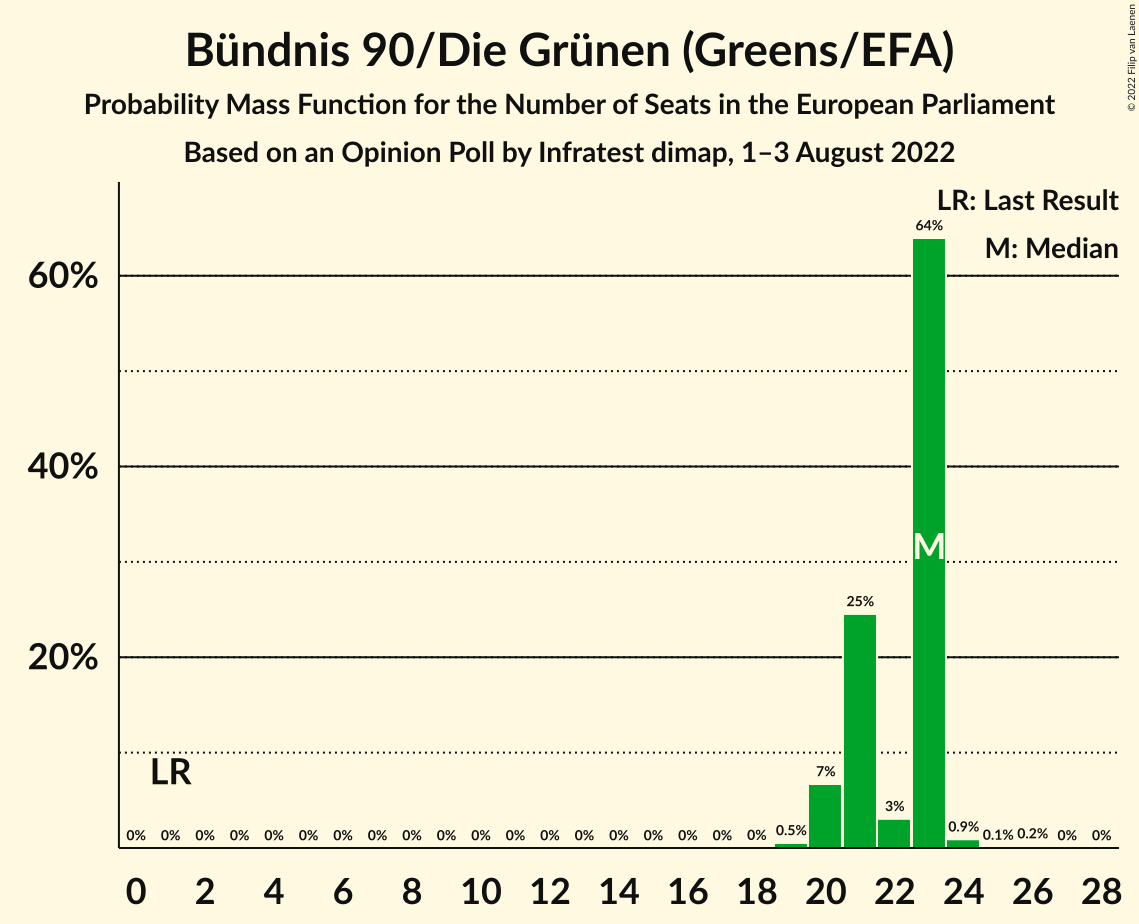 Bündnis 90/Die Grünen (Greens/EFA)
Probability Mass Function for the Number of Seats in the European Parliament
Based on an Opinion Poll by Infratest dimap, 1–3 August 2022
© 2022 Filip van Laenen
LR: Last Result
M: Median
64%
60%
40%
M
25%
20%
LR
7%
3%
0% 0% 0% 0% 0% 0% 0% 0% 0% 0% 0% 0% 0% 0% 0% 0% 0% 0% 0% 0.5% 0.9% 0.1% 0.2% 0% 0%
0 2 4 6 8 10 12 14 16 18 20 22 24 26 28